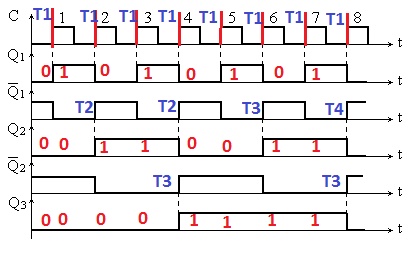 C T1 1 T1 2 T1 3 T1 4 T1 5 T1 6 T1 7 T1 8 t
Q1 0 1 0 1 0 1 0 1 t
Q̅1 T2 T2 T3 T4 t
Q2 0 0 1 1 0 0 1 1 t
Q̅2 T3 T3 t
Q3 0 0 0 0 1 1 1 1 t